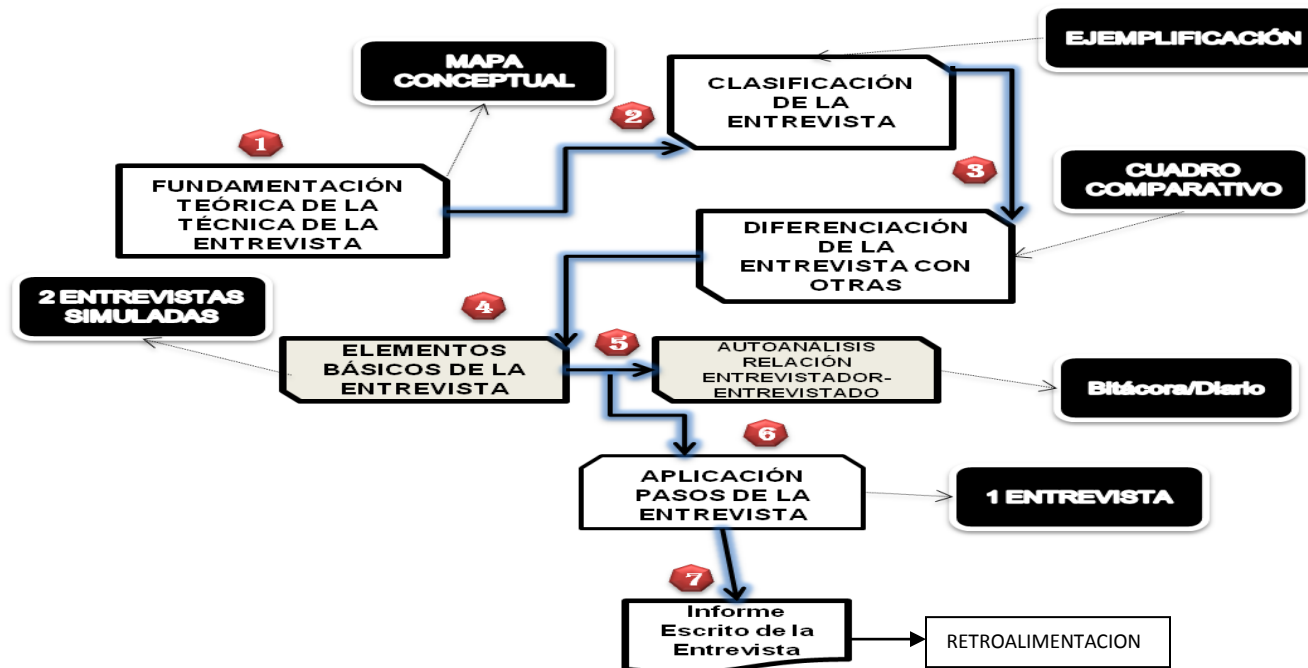 EJEMPLIFICACIÓN
MAPA
CONCEPTUAL
2
CLASIFICACIÓN
DE LA
ENTREVISTA
1
FUNDAMENTACIÓN
TEÓRICA DE LA
TÉCNICA DE LA
ENTREVISTA
3
CUADRO
COMPARATIVO
DIFERENCIACIÓN
DE LA
ENTREVISTA CON
OTRAS
2 ENTREVISTAS
SIMULADAS
4
ELEMENTOS
BÁSICOS DE LA
ENTREVISTA
5
AUTOANÁLISIS
RELACIÓN
ENTREVISTADOR-
ENTREVISTADO
Bitácora/Diario
6
APLICACIÓN
PASOS DE LA
ENTREVISTA
1 ENTREVISTA
7
Informe
Escrito de la
Entrevista
RETROALIMENTACION